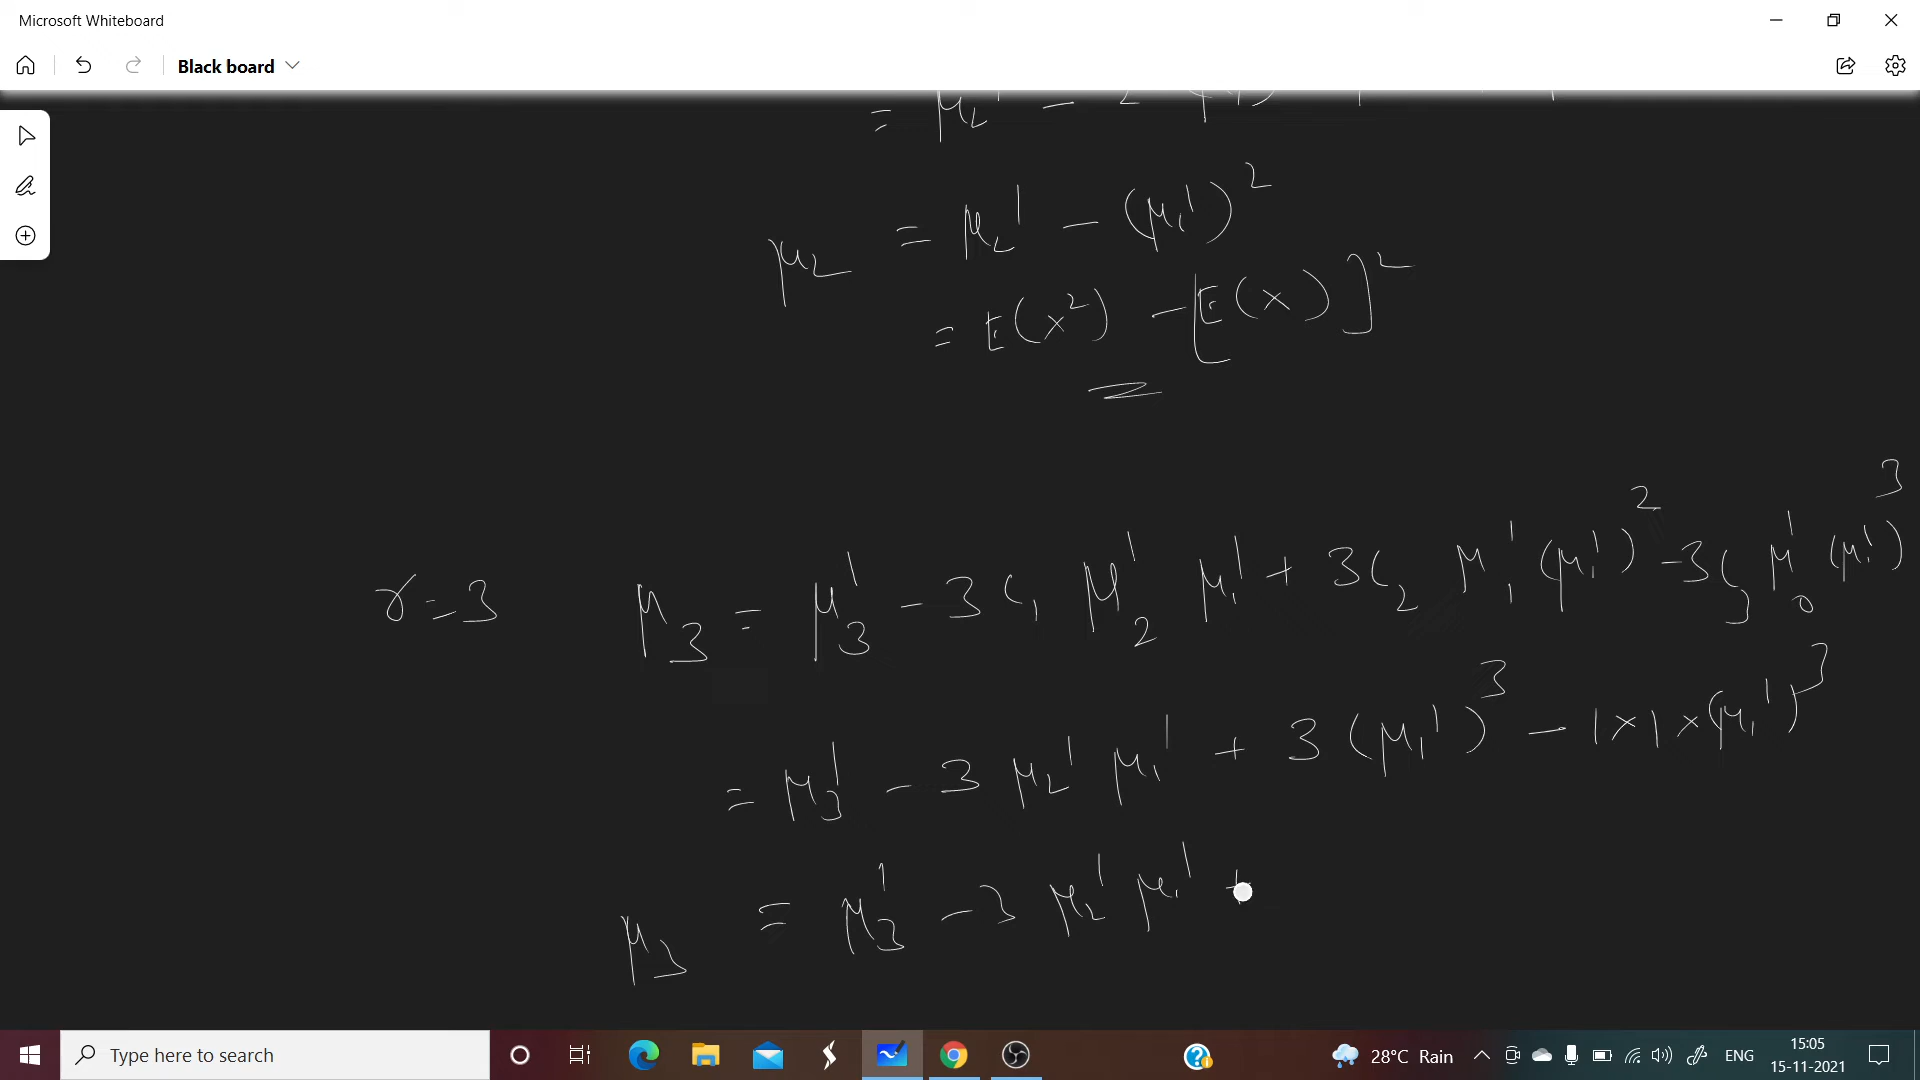 Microsoft Whiteboard
Black board
= μ₂' -
μ₂ = μ₂' - (μ₁')²
= E(x²) - [E(x)]²
r = 3 μ₃ = μ₃' - 3C₁ μ₂' μ₁' + 3C₂ μ₁' (μ₁')² - 3C₃ μ₀' (μ₁')³
= μ₃' - 3 μ₂' μ₁' + 3 (μ₁')³ - 1×1×(μ₁')³
μ₃ = μ₃' - 3 μ₂' μ₁' +
Type here to search
28°C Rain
ENG
15:05
15-11-2021